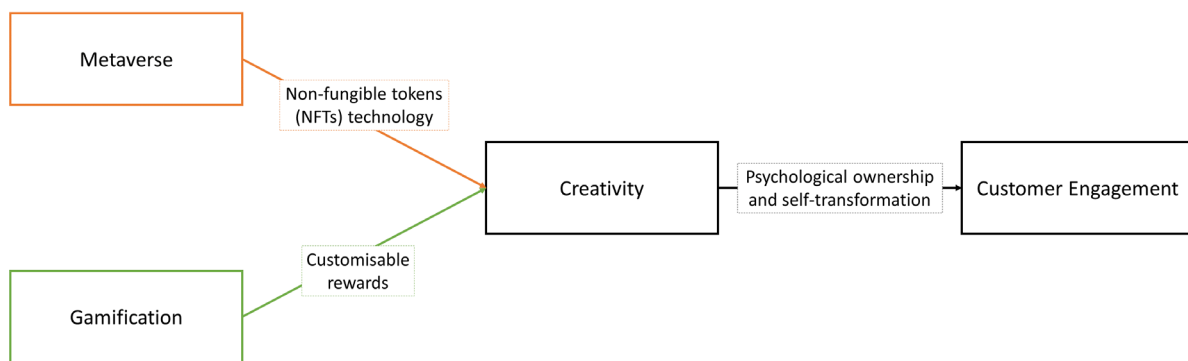 Metaverse
Non-fungible tokens
(NFTs) technology
Creativity
Psychological ownership
and self-transformation
Customer Engagement
Customisable
rewards
Gamification